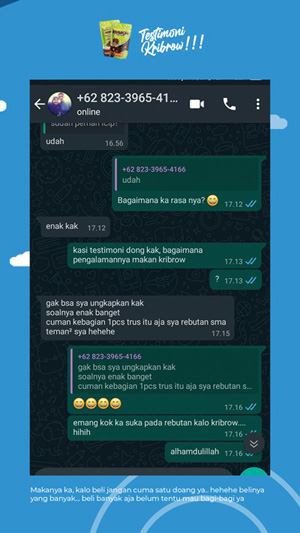 Testimoni
Kribrow!!!
+62 823-3965-41...
online
sudah pernah icip?
udah
16.56
+62 823-3965-4166
udah
Bagaimana ka rasa nya? 😄
17.12
enak kak
17.12
kasi testimoni dong kak, bagaimana
pengalamannya makan kribrow
17.13
?
17.13
gak bsa sya ungkapkan kak
soalnya enak banget
cuman kebagian 1pcs trus itu aja sya rebutan sma
teman² sya hehehe
17.15
+62 823-3965-4166
gak bsa sya ungkapkan kak
soalnya enak banget
cuman kebagian 1pcs trus itu aja sya rebutan s...
😄😄😄😄
17.16
emang kok ka suka pada rebutan kalo kribrow....
hihih
17.16
alhamdulillah
Makanya ka, kalo beli jangan cuma satu doang ya.. hehehe belinya
yang banyak... beli banyak aja belum tentu mau bagi-bagi ya